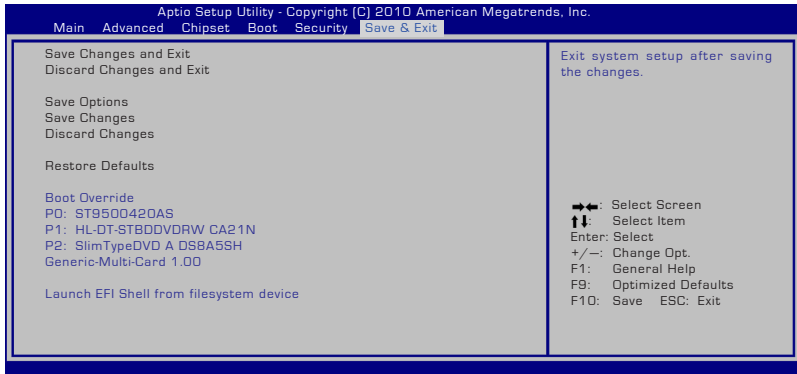 Aptio Setup Utility - Copyright (C) 2010 American Megatrends, Inc.
Main Advanced Chipset Boot Security Save & Exit
Save Changes and Exit
Discard Changes and Exit
Save Options
Save Changes
Discard Changes
Restore Defaults
Boot Override
P0: ST9500420AS
P1: HL-DT-STBDDVDRW CA21N
P2: SlimTypeDVD A DS8A5SH
Generic-Multi-Card 1.00
Launch EFI Shell from filesystem device
Exit system setup after saving
the changes.
→←: Select Screen
↑↓: Select Item
Enter: Select
+/—: Change Opt.
F1: General Help
F9: Optimized Defaults
F10: Save ESC: Exit